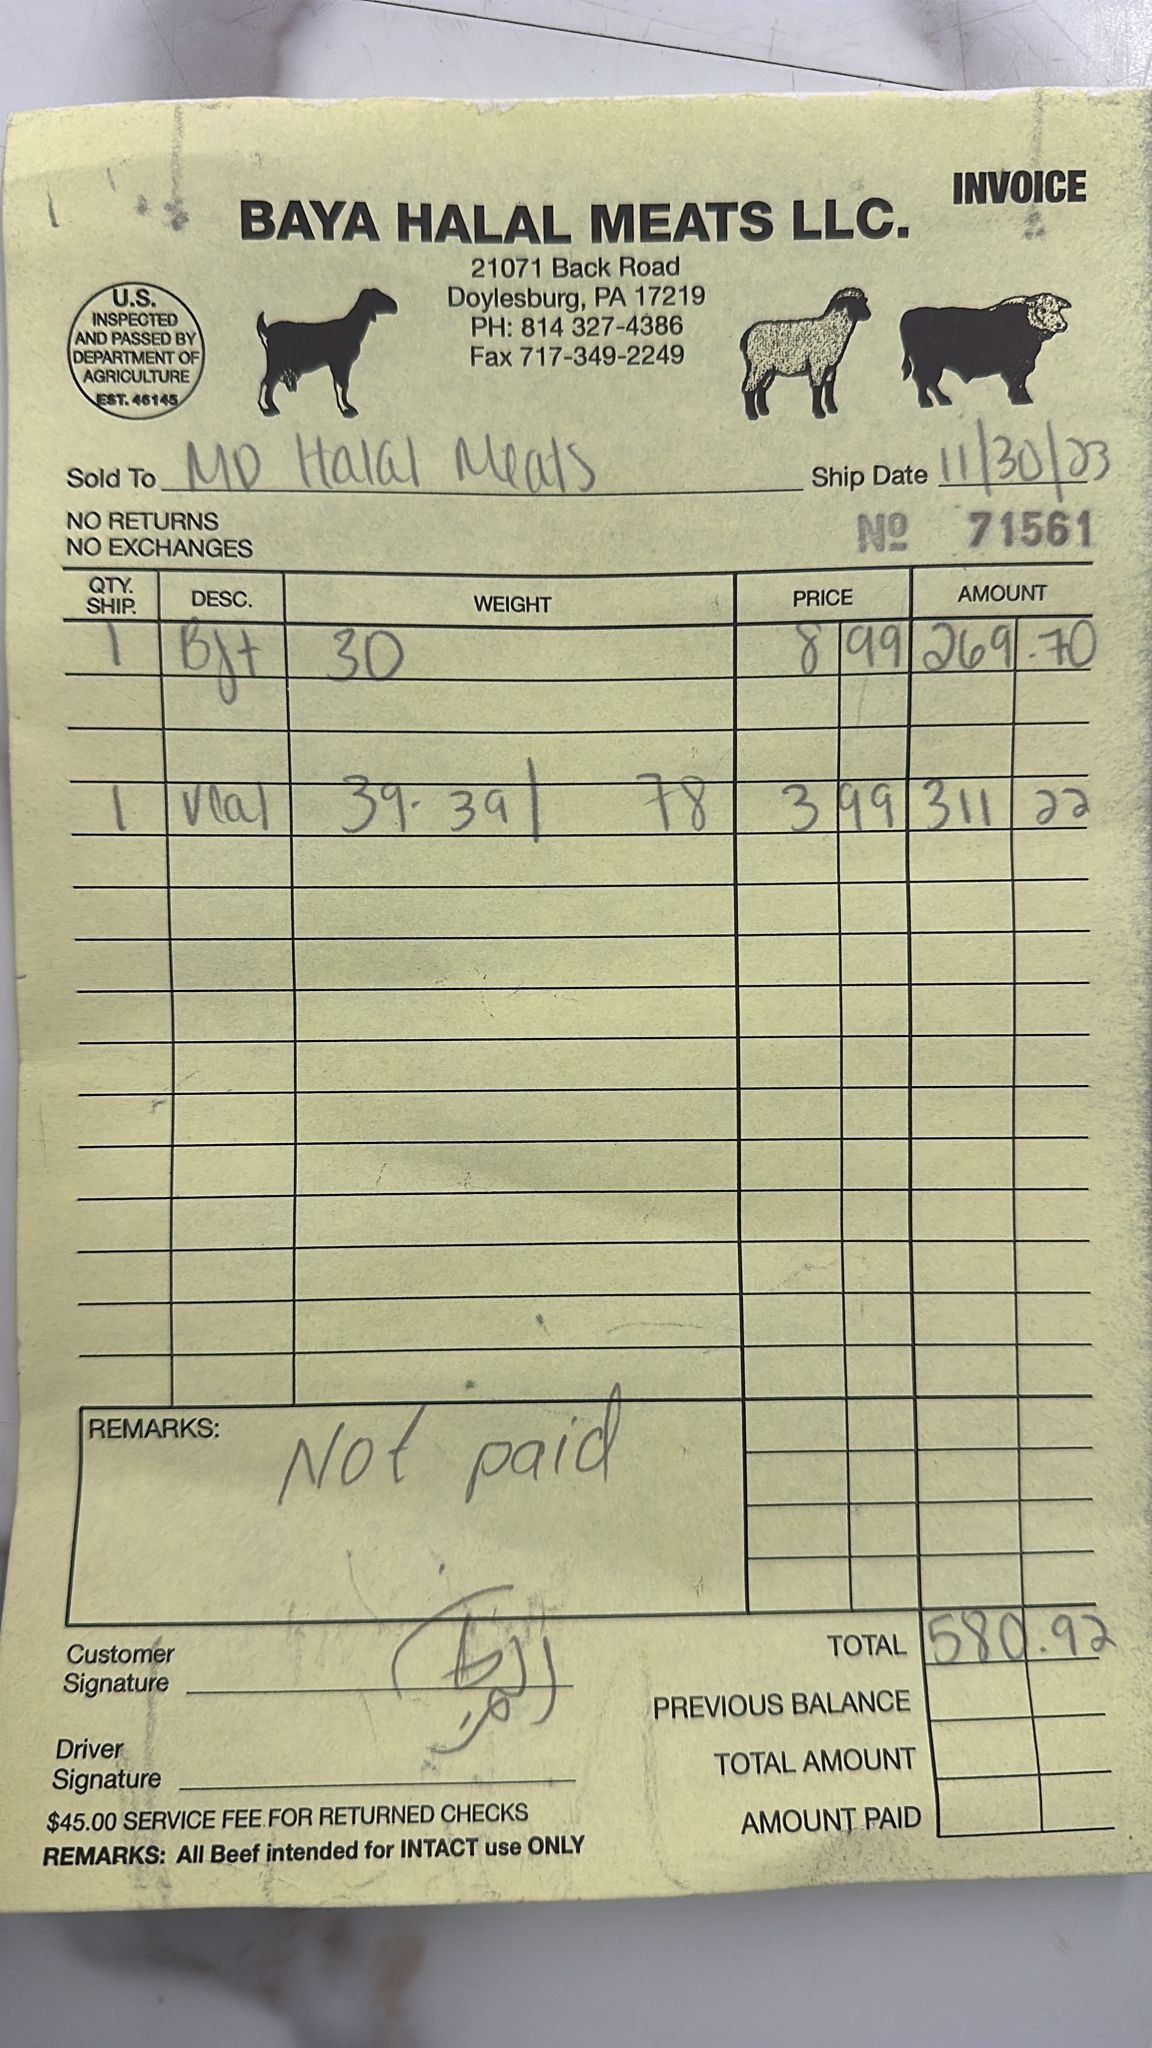 INVOICE
BAYA HALAL MEATS LLC.
21071 Back Road
Doylesburg, PA 17219
PH: 814 327-4386
Fax 717-349-2249
U.S.
INSPECTED
AND PASSED BY
DEPARTMENT OF
AGRICULTURE
EST. 46145
Sold To MD Halal Meats Ship Date 11/30/23
NO RETURNS
NO EXCHANGES
Nº 71561
QTY. SHIP. DESC. WEIGHT PRICE AMOUNT
1 30 8 99 269.70
1 veal 39. 39 | 78 3 99 311 22
REMARKS: Not paid
TOTAL 580.92
Customer
Signature
PREVIOUS BALANCE
Driver
Signature
TOTAL AMOUNT
AMOUNT PAID
$45.00 SERVICE FEE FOR RETURNED CHECKS
REMARKS: All Beef intended for INTACT use ONLY